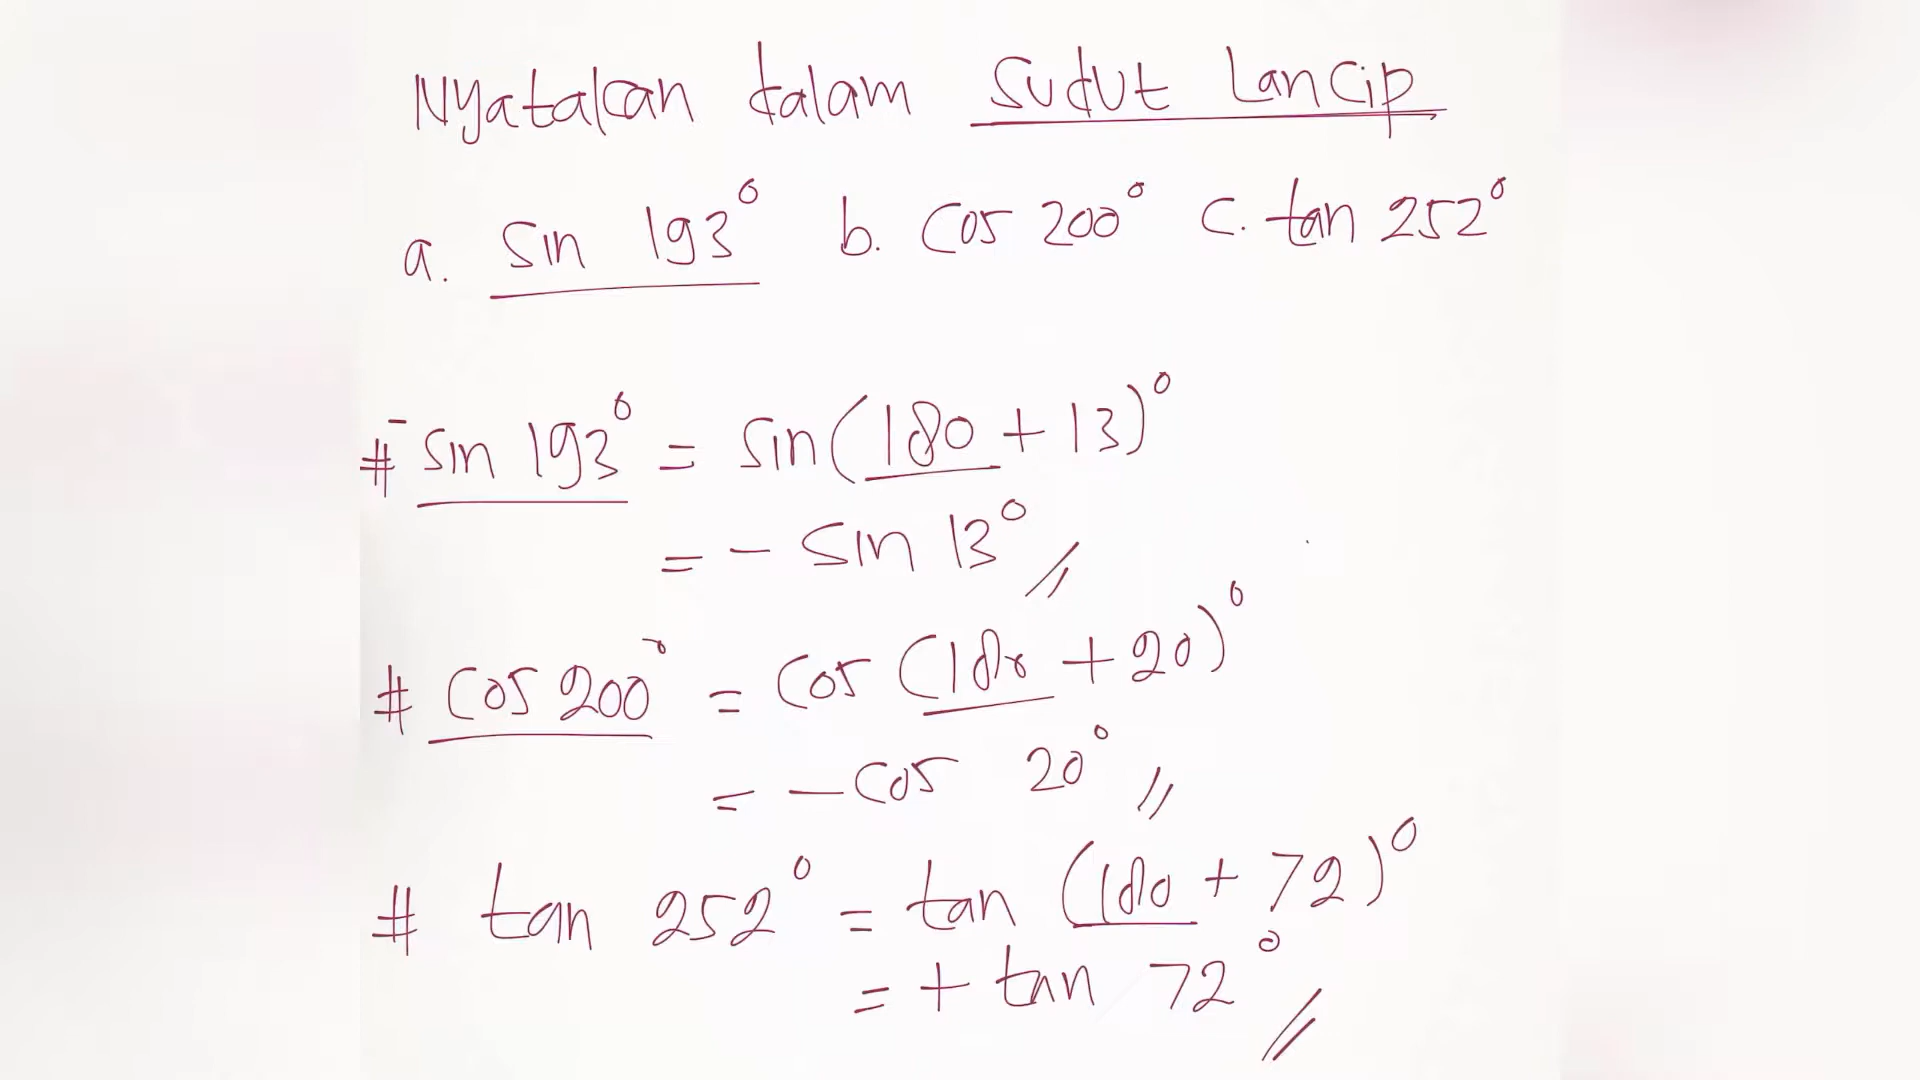 Nyatakan dalam Sudut Lancip
a. Sin 193° b. Cos 200° c. tan 252°
# - Sin 193° = Sin(180 + 13)°
= - Sin 13° //
# Cos 200° = Cos (180 + 20)°
= - Cos 20° //
# tan 252° = tan (180 + 72)°
= + tan 72° //